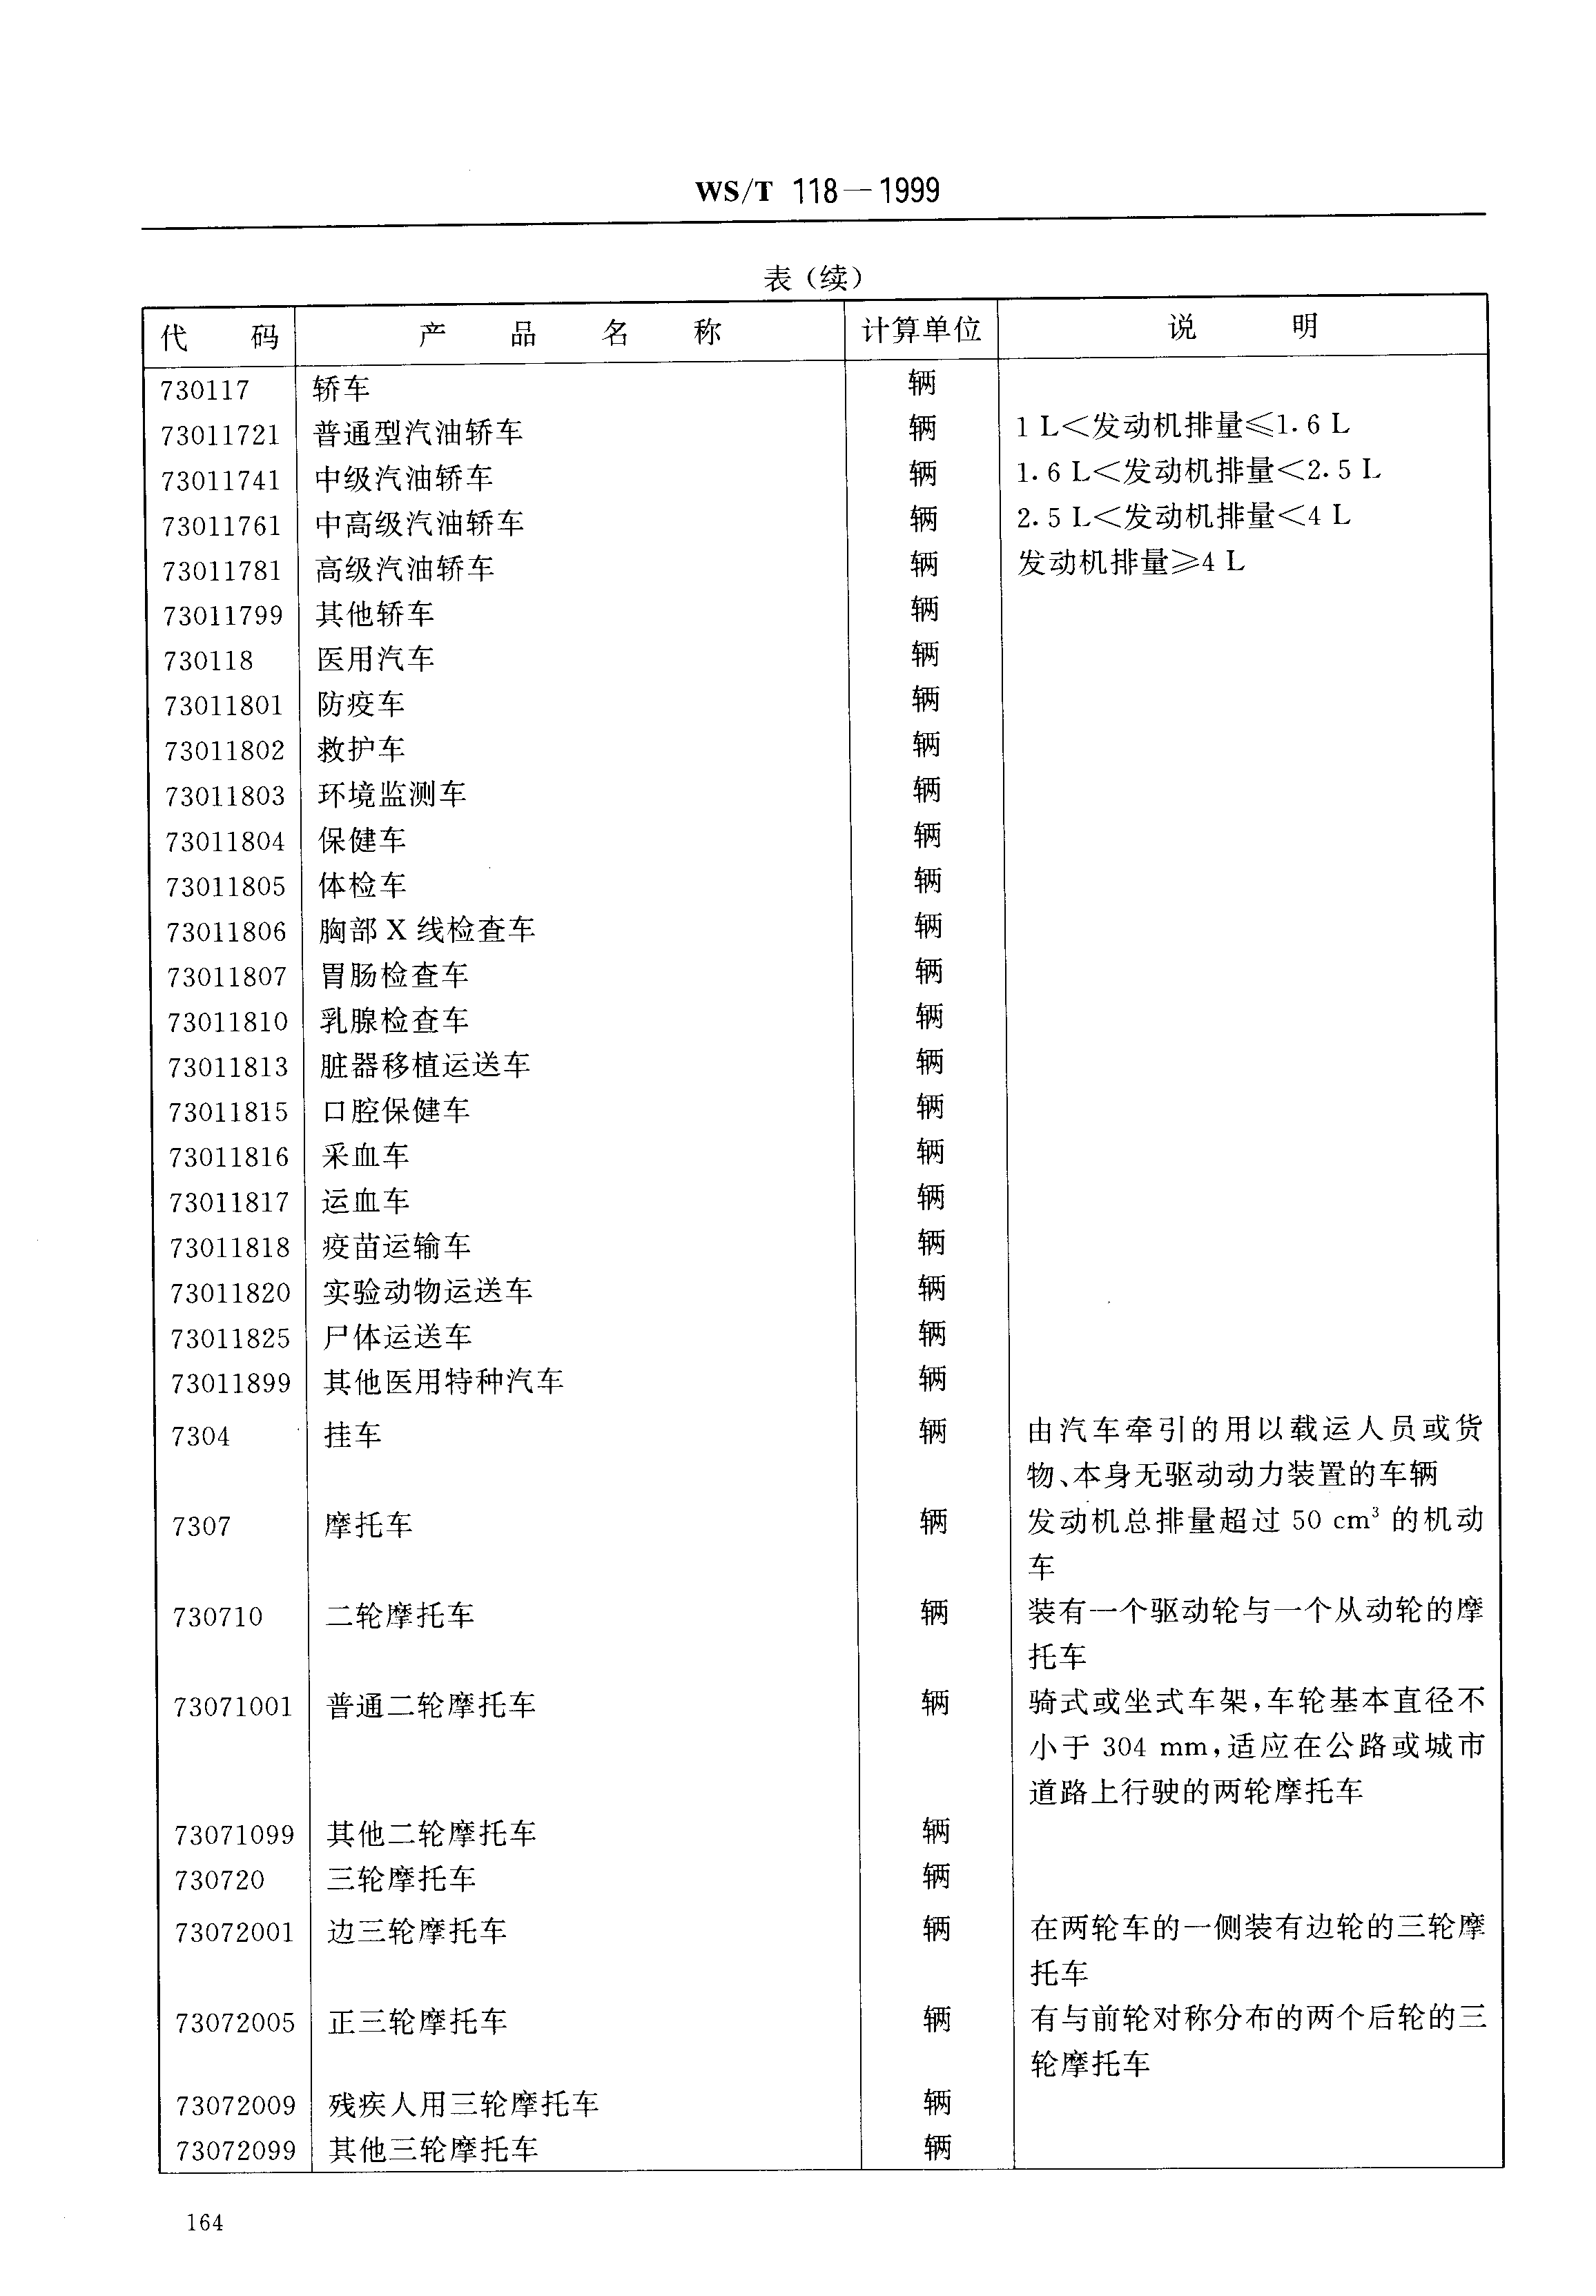 WS/T 118—1999
表（续）
代 码 产 品 名 称 计算单位 说 明
730117 轿车 辆
73011721 普通型汽油轿车 辆 1 L＜发动机排量≤1.6 L
73011741 中级汽油轿车 辆 1.6 L＜发动机排量＜2.5 L
73011761 中高级汽油轿车 辆 2.5 L＜发动机排量＜4 L
73011781 高级汽油轿车 辆 发动机排量≥4 L
73011799 其他轿车 辆
730118 医用汽车 辆
73011801 防疫车 辆
73011802 救护车 辆
73011803 环境监测车 辆
73011804 保健车 辆
73011805 体检车 辆
73011806 胸部 X 线检查车 辆
73011807 胃肠检查车 辆
73011810 乳腺检查车 辆
73011813 脏器移植运送车 辆
73011815 口腔保健车 辆
73011816 采血车 辆
73011817 运血车 辆
73011818 疫苗运输车 辆
73011820 实验动物运送车 辆
73011825 尸体运送车 辆
73011899 其他医用特种汽车 辆
7304 挂车 辆 由汽车牵引的用以载运人员或货
物、本身无驱动动力装置的车辆
7307 摩托车 辆 发动机总排量超过 50 cm³ 的机动
车
730710 二轮摩托车 辆 装有一个驱动轮与一个从动轮的摩
托车
73071001 普通二轮摩托车 辆 骑式或坐式车架，车轮基本直径不
小于 304 mm，适应在公路或城市
道路上行驶的两轮摩托车
73071099 其他二轮摩托车 辆
730720 三轮摩托车 辆
73072001 边三轮摩托车 辆 在两轮车的一侧装有边轮的三轮摩
托车
73072005 正三轮摩托车 辆 有与前轮对称分布的两个后轮的三
轮摩托车
73072009 残疾人用三轮摩托车 辆
73072099 其他三轮摩托车 辆
164